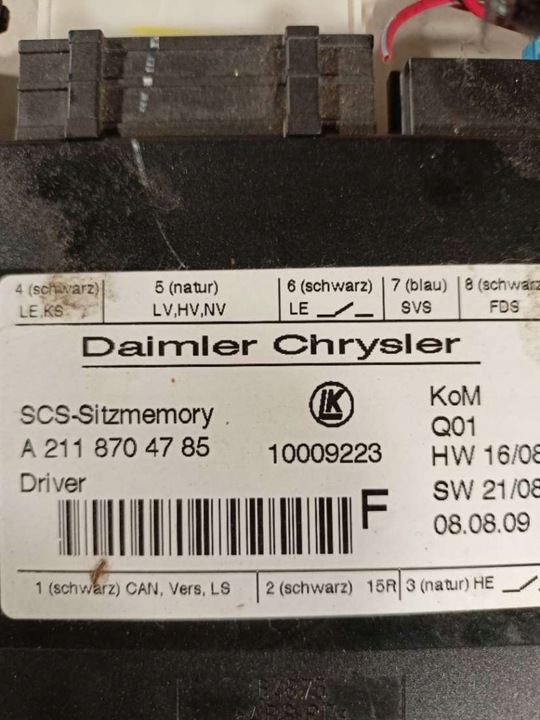 4 (schwarz) 5 (natur) 6 (schwarz) 7 (blau) 8 (schwarz
LE,KS LV,HV,NV LE SVS FDS
Daimler Chrysler
SCS-Sitzmemory LK KoM
A 211 870 47 85 10009223 Q01
HW 16/08
Driver SW 21/08
F 08.08.09
1 (schwarz) CAN, Vers, LS 2 (schwarz) 15R 3 (natur) HE